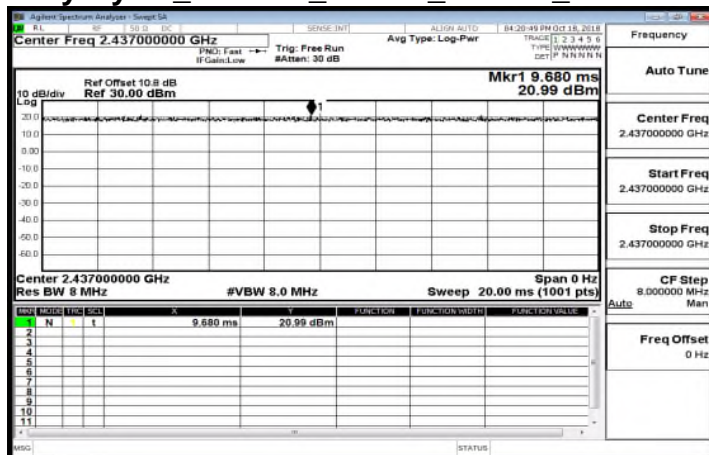 Agilent Spectrum Analyzer - Swept SA
RL RF 50 Ω DC SENSE:INT ALIGN AUTO 04:20:49 PM Oct 18, 2018
Center Freq 2.437000000 GHz
PNO: Fast Trig: Free Run
IFGain:Low #Atten: 30 dB
Avg Type: Log-Pwr
TRACE 1 2 3 4 5 6
TYPE WWWWWW
DET P N N N N N
Frequency
Auto Tune
Mkr1 9.680 ms
20.99 dBm
Ref Offset 10.8 dB
10 dB/div Ref 30.00 dBm
Log
1
20.0
10.0
0.00
-10.0
-20.0
-30.0
-40.0
-50.0
-60.0
Center Freq
2.437000000 GHz
Start Freq
2.437000000 GHz
Stop Freq
2.437000000 GHz
CF Step
8.000000 MHz
Auto Man
Freq Offset
0 Hz
Center 2.437000000 GHz Span 0 Hz
Res BW 8 MHz #VBW 8.0 MHz Sweep 20.00 ms (1001 pts)
MKR MODE TRC SCL X Y FUNCTION FUNCTION WIDTH FUNCTION VALUE
1 N 1 t 9.680 ms 20.99 dBm
2
3
4
5
6
7
8
9
10
11
MSG STATUS